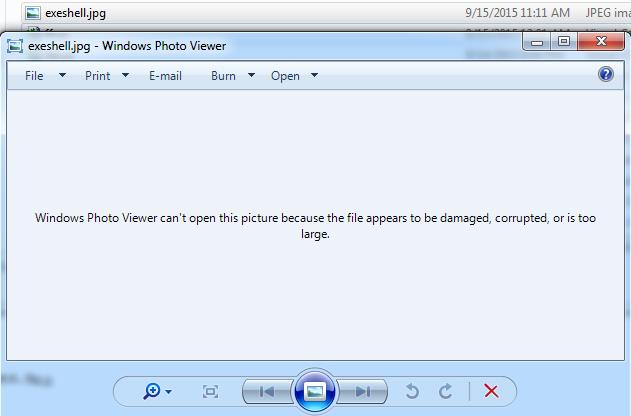 exeshell.jpg 9/15/2015 11:11 AM JPEG ima
exeshell.jpg - Windows Photo Viewer
File Print E-mail Burn Open
Windows Photo Viewer can't open this picture because the file appears to be damaged, corrupted, or is too
large.